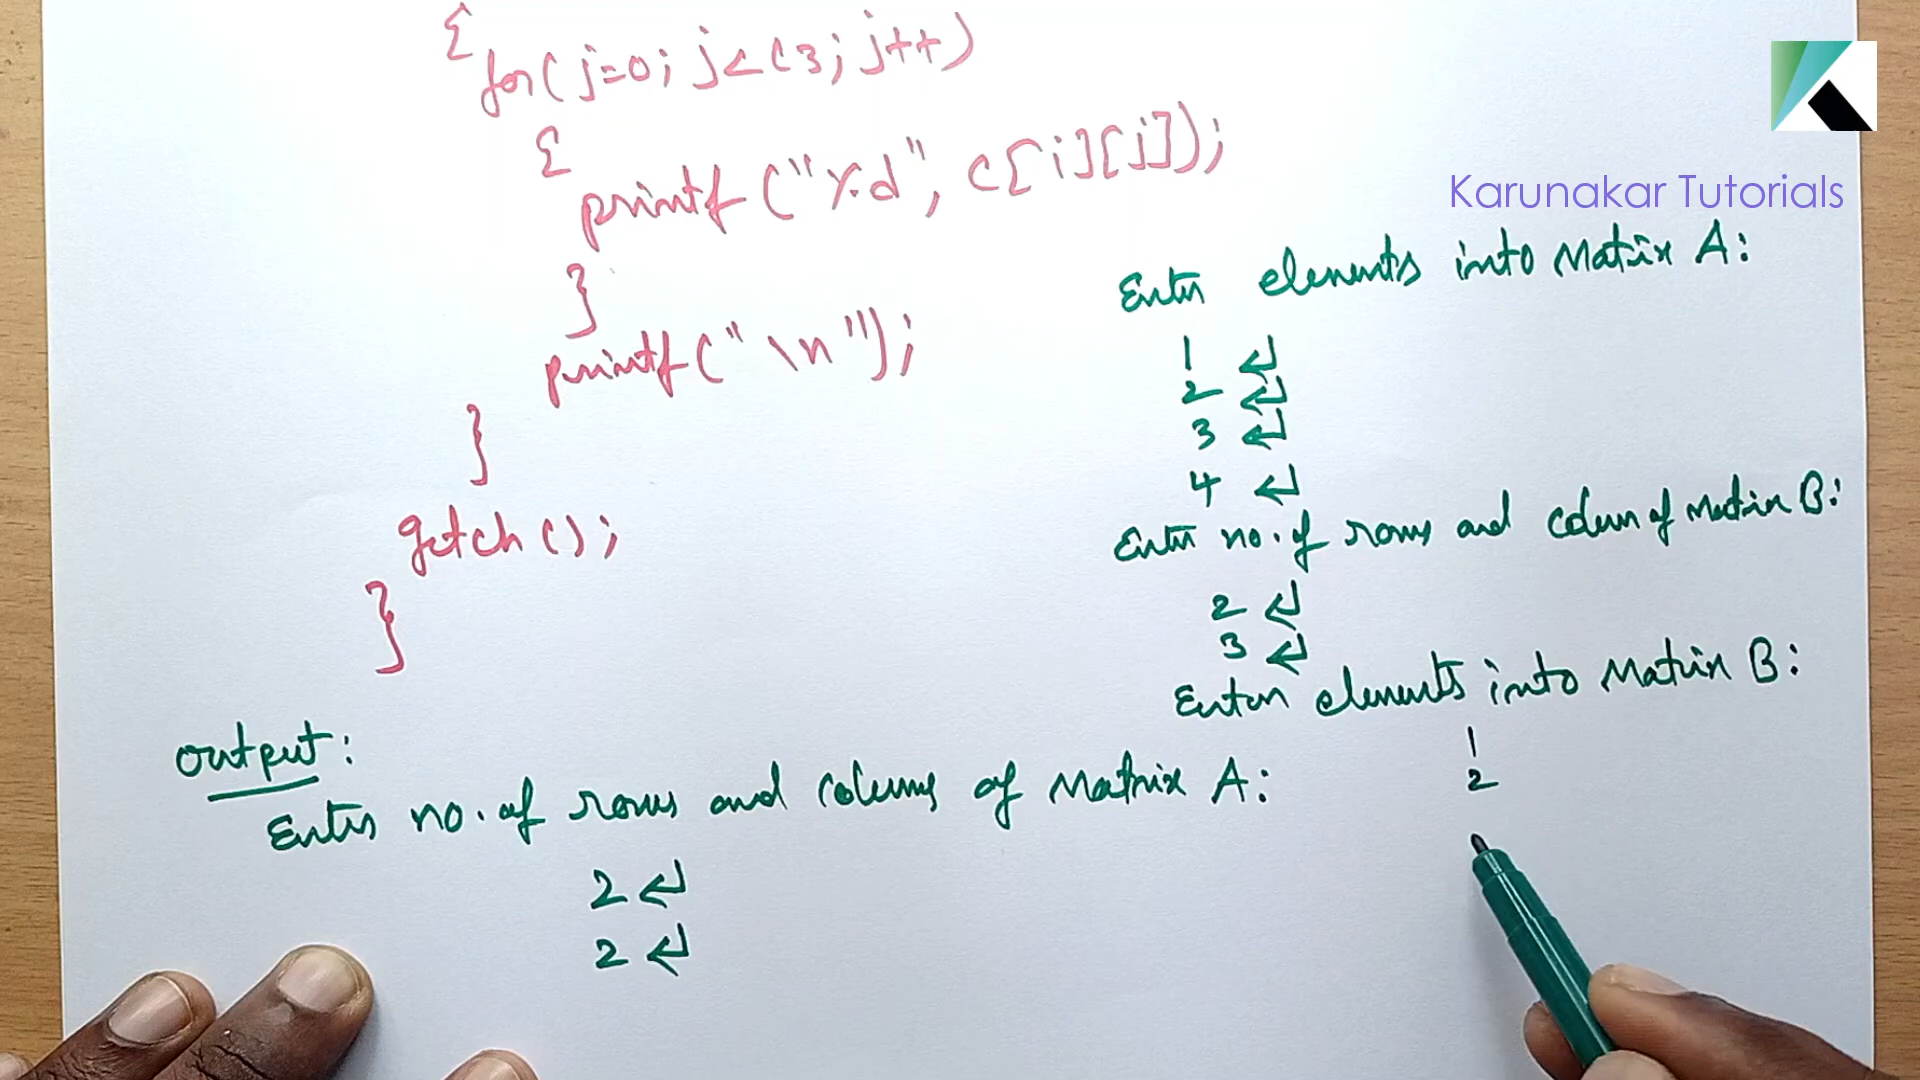 {
for(j=0; j<c3; j++)
{
printf("%d", c[i][j]);
}
printf("\n");
}
getch();
}
Output:
Enter no. of rows and colums of Matrix A:
2 ↵
2 ↵
Karunakar Tutorials
Enter elements into Matrix A:
1 ↵
2 ↵
3 ↵
4 ↵
Enter no. of rows and colum of Matrix B:
2 ↵
3 ↵
Enter elements into Matrix B:
1
2